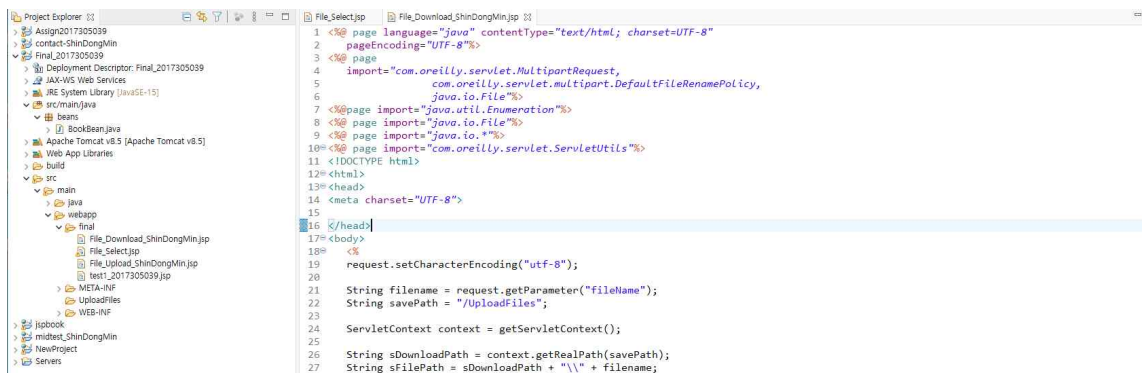 Project Explorer
Assign2017305039
contact-ShinDongMin
Final_2017305039
Deployment Descriptor: Final_2017305039
JAX-WS Web Services
JRE System Library [JavaSE-15]
src/main/java
beans
BookBean.java
Apache Tomcat v8.5 [Apache Tomcat v8.5]
Web App Libraries
build
src
main
java
webapp
final
File_Download_ShinDongMin.jsp
File_Select.jsp
File_Upload_ShinDongMin.jsp
test1_2017305039.jsp
META-INF
UploadFiles
WEB-INF
jspbook
midtest_ShinDongMin
NewProject
Servers
File_Select.jsp File_Download_ShinDongMin.jsp
1 <%@ page language="java" contentType="text/html; charset=UTF-8"
2 pageEncoding="UTF-8"%>
3 <%@ page
4 import="com.oreilly.servlet.MultipartRequest,
5 com.oreilly.servlet.multipart.DefaultFileRenamePolicy,
6 java.io.File"%>
7 <%@page import="java.util.Enumeration"%>
8 <%@ page import="java.io.File"%>
9 <%@ page import="java.io.*"%>
10 <%@ page import="com.oreilly.servlet.ServletUtils"%>
11 <!DOCTYPE html>
12 <html>
13 <head>
14 <meta charset="UTF-8">
15
16 </head>
17 <body>
18 <%
19 request.setCharacterEncoding("utf-8");
20
21 String filename = request.getParameter("fileName");
22 String savePath = "/UploadFiles";
23
24 ServletContext context = getServletContext();
25
26 String sDownloadPath = context.getRealPath(savePath);
27 String sFilePath = sDownloadPath + "\\" + filename;